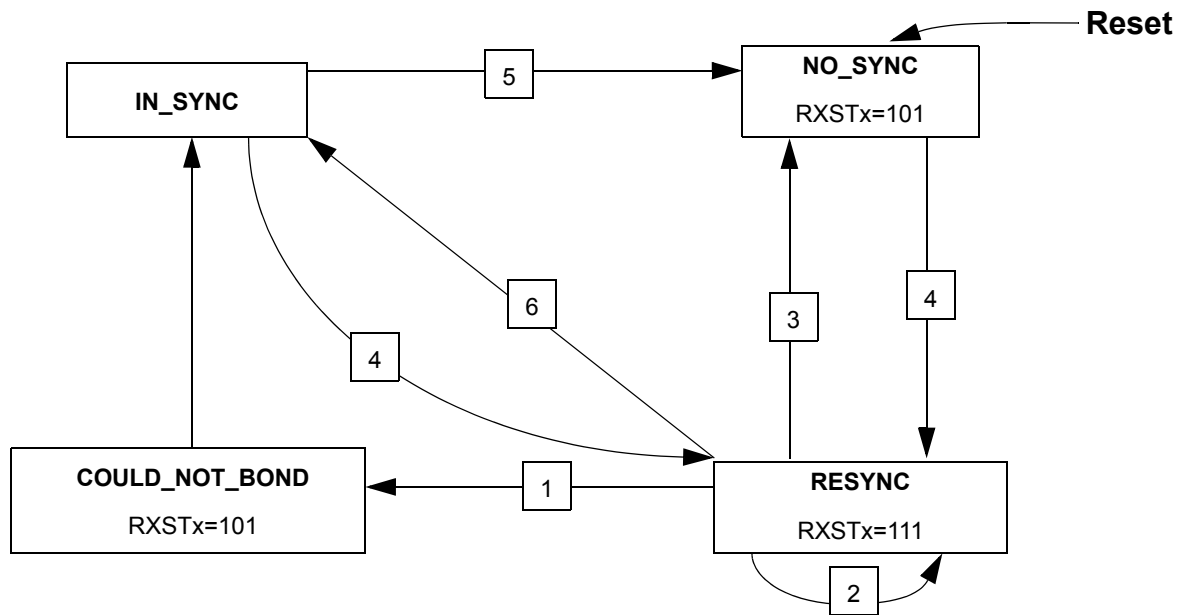 Reset
NO_SYNC
RXSTx=101
5
IN_SYNC
4
6
3
4
COULD_NOT_BOND
RXSTx=101
1
RESYNC
RXSTx=111
2